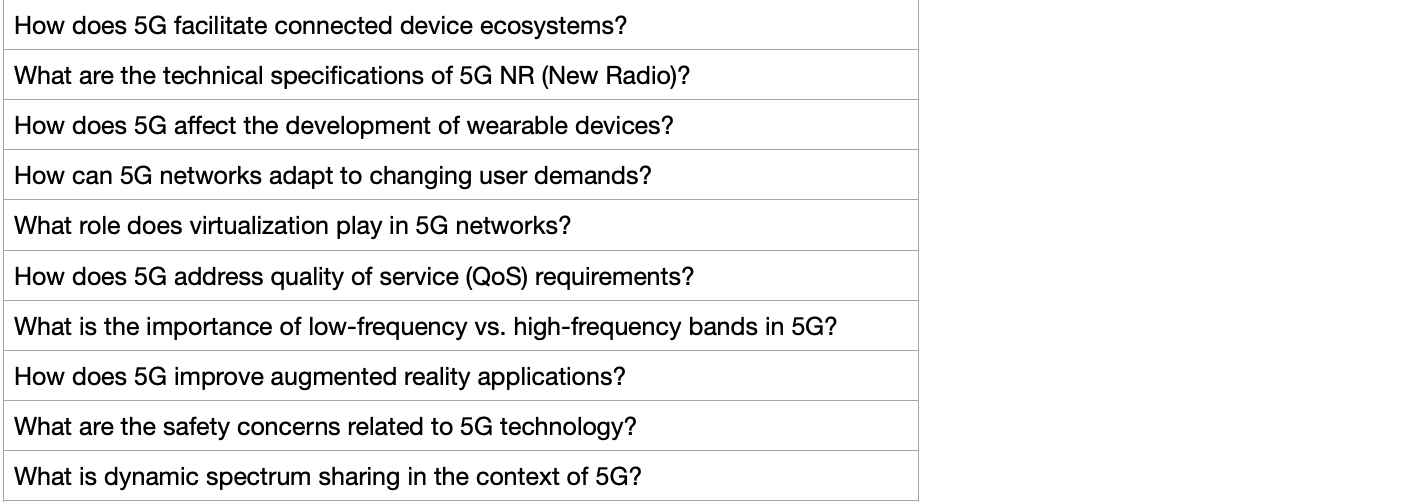 How does 5G facilitate connected device ecosystems?
What are the technical specifications of 5G NR (New Radio)?
How does 5G affect the development of wearable devices?
How can 5G networks adapt to changing user demands?
What role does virtualization play in 5G networks?
How does 5G address quality of service (QoS) requirements?
What is the importance of low-frequency vs. high-frequency bands in 5G?
How does 5G improve augmented reality applications?
What are the safety concerns related to 5G technology?
What is dynamic spectrum sharing in the context of 5G?